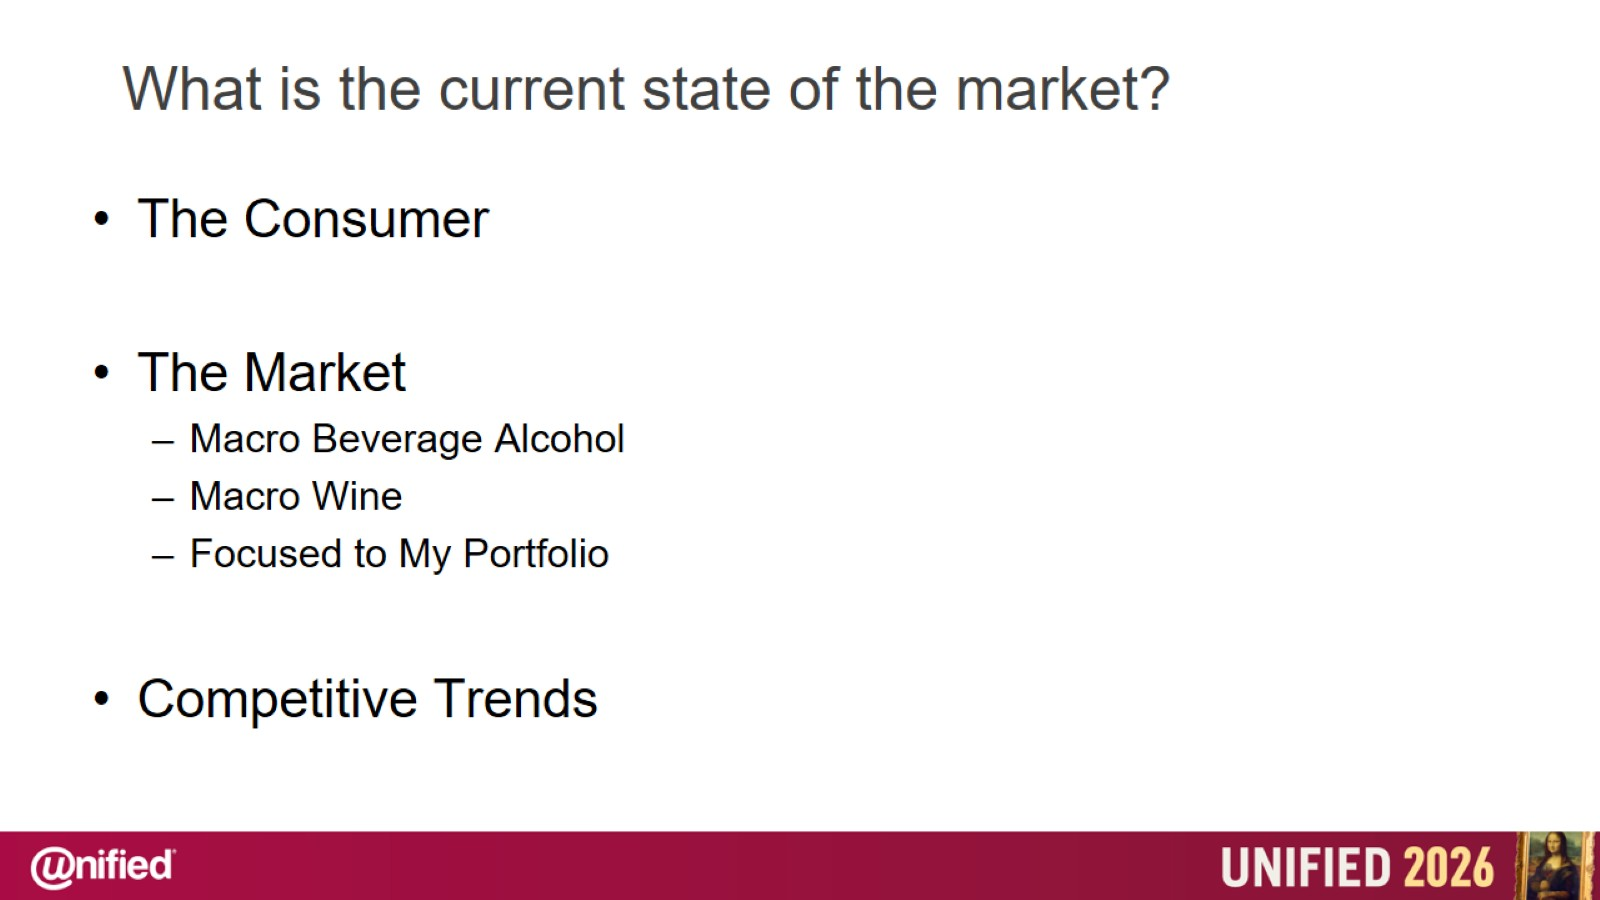 What is the current state of the market?
• The Consumer
• The Market
– Macro Beverage Alcohol
– Macro Wine
– Focused to My Portfolio
• Competitive Trends
@unified
UNIFIED 2026